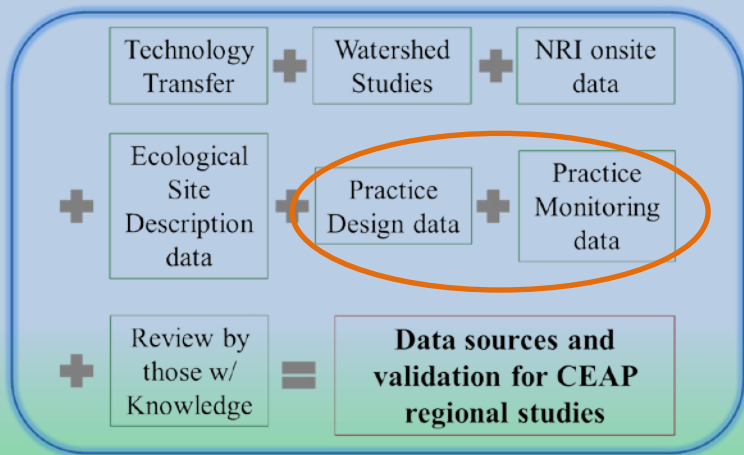 Technology
Transfer
Watershed
Studies
NRI onsite
data
Ecological
Site
Description
data
Practice
Design data
Practice
Monitoring
data
Review by
those w/
Knowledge
Data sources and
validation for CEAP
regional studies